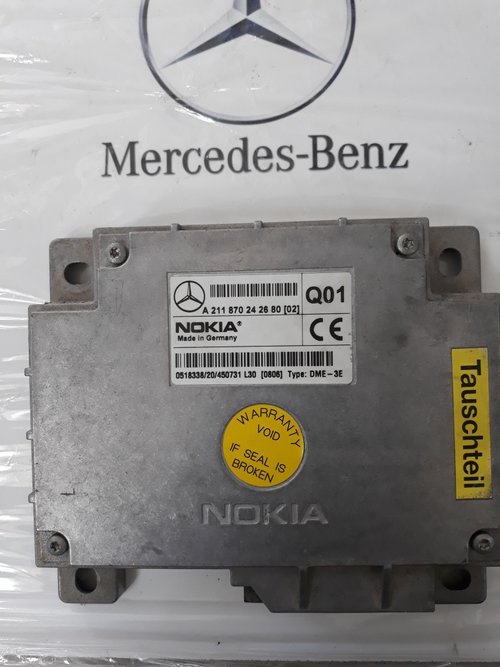 Mercedes-Benz
A 211 870 24 26 80 [02]
Q01
NOKIA®
Made in Germany
CE
0518338/20/450731 L30 [0806] Type: DME-3E
Tauschteil
WARRANTY
VOID
IF SEAL IS
BROKEN
NOKIA